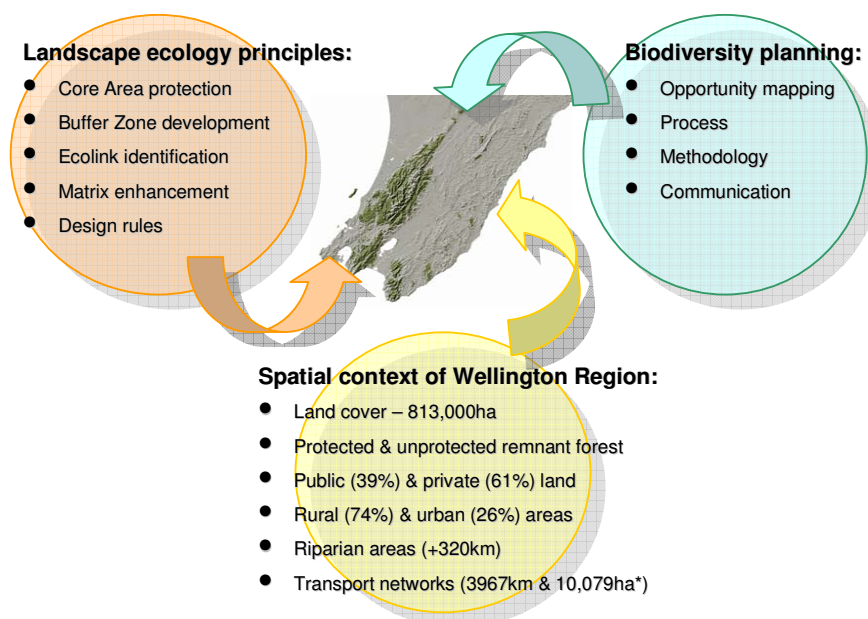 Landscape ecology principles:
● Core Area protection
● Buffer Zone development
● Ecolink identification
● Matrix enhancement
● Design rules
Biodiversity planning:
● Opportunity mapping
● Process
● Methodology
● Communication
Spatial context of Wellington Region:
● Land cover – 813,000ha
● Protected & unprotected remnant forest
● Public (39%) & private (61%) land
● Rural (74%) & urban (26%) areas
● Riparian areas (+320km)
● Transport networks (3967km & 10,079ha*)